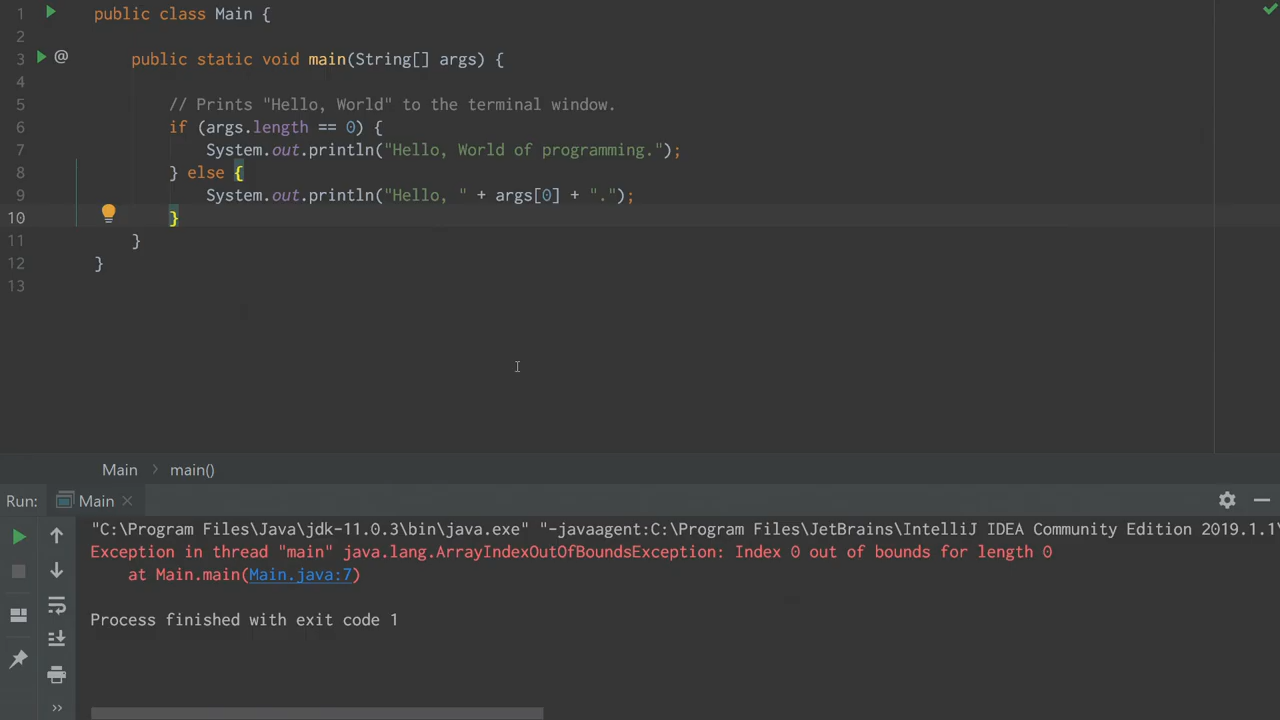 1 public class Main {
2
3 @ public static void main(String[] args) {
4
5 // Prints "Hello, World" to the terminal window.
6 if (args.length == 0) {
7 System.out.println("Hello, World of programming.");
8 } else {
9 System.out.println("Hello, " + args[0] + ".");
10 }
11 }
12 }
13
Main > main()
Run: Main ×
"C:\Program Files\Java\jdk-11.0.3\bin\java.exe" "-javaagent:C:\Program Files\JetBrains\IntelliJ IDEA Community Edition 2019.1.1\
Exception in thread "main" java.lang.ArrayIndexOutOfBoundsException: Index 0 out of bounds for length 0
at Main.main(Main.java:7)
Process finished with exit code 1